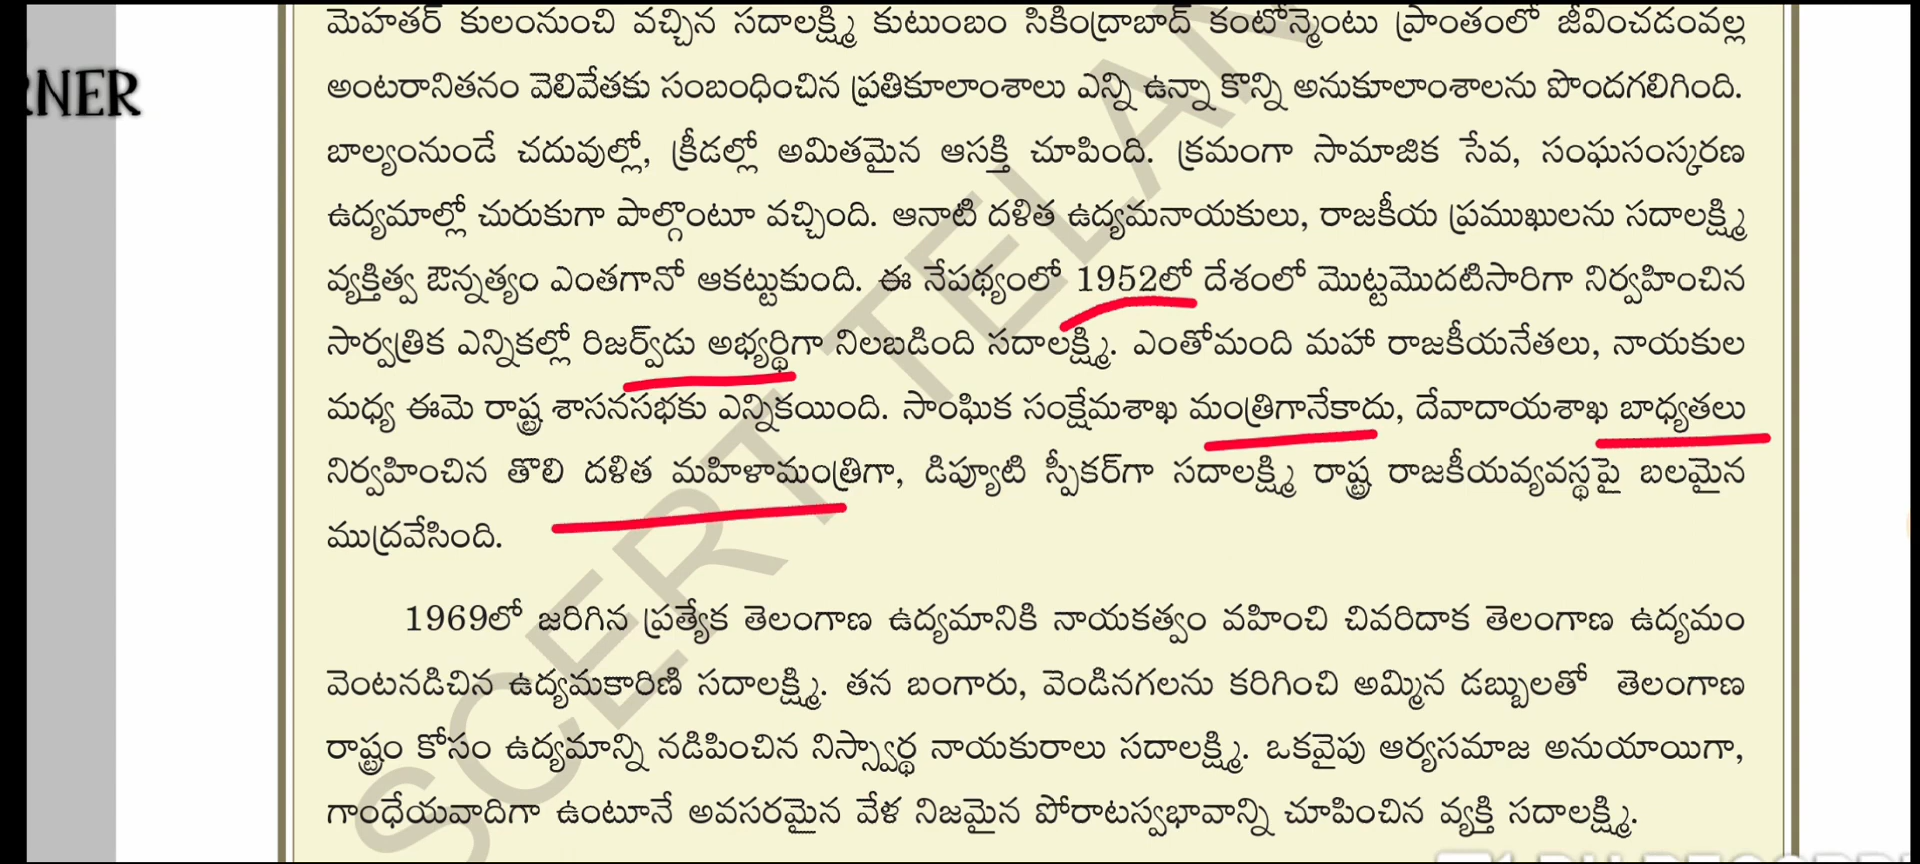 RNER
మెహతర్ కులంనుంచి వచ్చిన సదాలక్ష్మి కుటుంబం సికింద్రాబాద్ కంటోన్మెంటు ప్రాంతంలో జీవించడంవల్ల
అంటరానితనం వెలివేతకు సంబంధించిన ప్రతికూలాంశాలు ఎన్ని ఉన్నా కొన్ని అనుకూలాంశాలను పొందగలిగింది.
బాల్యంనుండే చదువుల్లో, క్రీడల్లో అమితమైన ఆసక్తి చూపింది. క్రమంగా సామాజిక సేవ, సంఘసంస్కరణ
ఉద్యమాల్లో చురుకుగా పాల్గొంటూ వచ్చింది. ఆనాటి దళిత ఉద్యమనాయకులు, రాజకీయ ప్రముఖులను సదాలక్ష్మి
వ్యక్తిత్వ ఔన్నత్యం ఎంతగానో ఆకట్టుకుంది. ఈ నేపథ్యంలో 1952లో దేశంలో మొట్టమొదటిసారిగా నిర్వహించిన
సార్వత్రిక ఎన్నికల్లో రిజర్వ్‌డు అభ్యర్థిగా నిలబడింది సదాలక్ష్మి. ఎంతోమంది మహా రాజకీయనేతలు, నాయకుల
మధ్య ఈమె రాష్ట్ర శాసనసభకు ఎన్నికయింది. సాంఘిక సంక్షేమశాఖ మంత్రిగానేకాదు, దేవాదాయశాఖ బాధ్యతలు
నిర్వహించిన తొలి దళిత మహిళామంత్రిగా, డిప్యూటి స్పీకర్‌గా సదాలక్ష్మి రాష్ట్ర రాజకీయవ్యవస్థపై బలమైన
ముద్రవేసింది.
1969లో జరిగిన ప్రత్యేక తెలంగాణ ఉద్యమానికి నాయకత్వం వహించి చివరిదాక తెలంగాణ ఉద్యమం
వెంటనడిచిన ఉద్యమకారిణి సదాలక్ష్మి. తన బంగారు, వెండినగలను కరిగించి అమ్మిన డబ్బులతో తెలంగాణ
రాష్ట్రం కోసం ఉద్యమాన్ని నడిపించిన నిస్స్వార్థ నాయకురాలు సదాలక్ష్మి. ఒకవైపు ఆర్యసమాజ అనుయాయిగా,
గాంధేయవాదిగా ఉంటూనే అవసరమైన వేళ నిజమైన పోరాటస్వభావాన్ని చూపించిన వ్యక్తి సదాలక్ష్మి.
SCERT TELAN